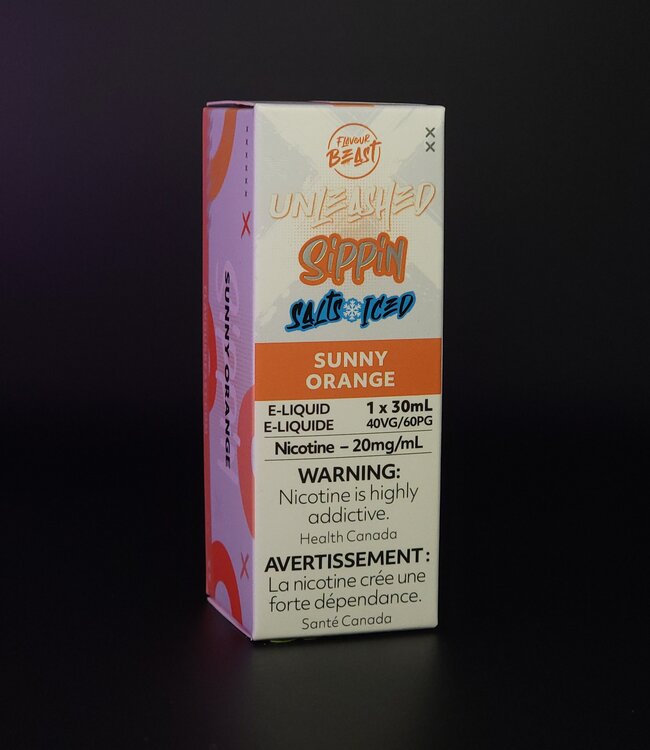 FLAVOUR
BEAST
UNLEASHED
SIPPIN
SALTS ICED
SUNNY
ORANGE
E-LIQUID 1 x 30mL
E-LIQUIDE 40VG/60PG
Nicotine – 20mg/mL
WARNING:
Nicotine is highly
addictive.
Health Canada
AVERTISSEMENT :
La nicotine crée une
forte dépendance.
Santé Canada
SUNNY ORANGE